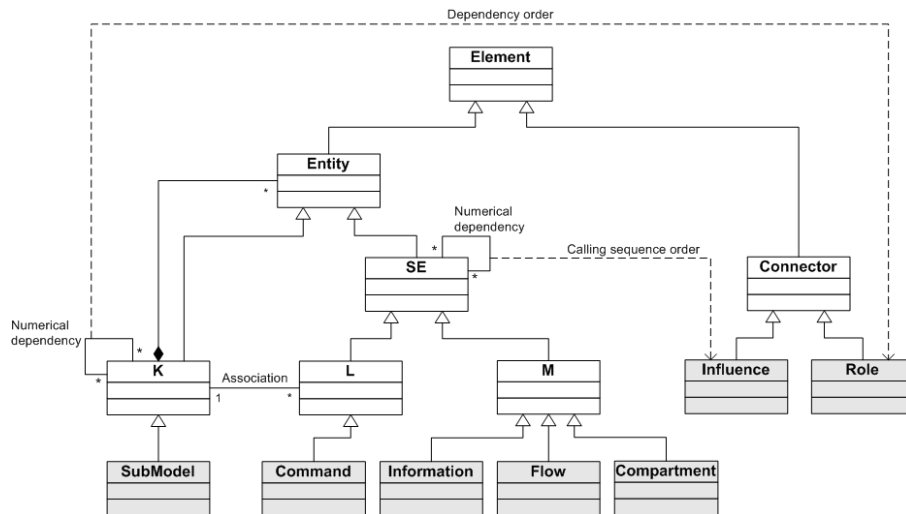 Dependency order
Element
Entity
*
Numerical
dependency
*
SE
*
Calling sequence order
Connector
Numerical
dependency
*
*
K
Association
1
*
L
M
Influence
Role
SubModel
Command
Information
Flow
Compartment